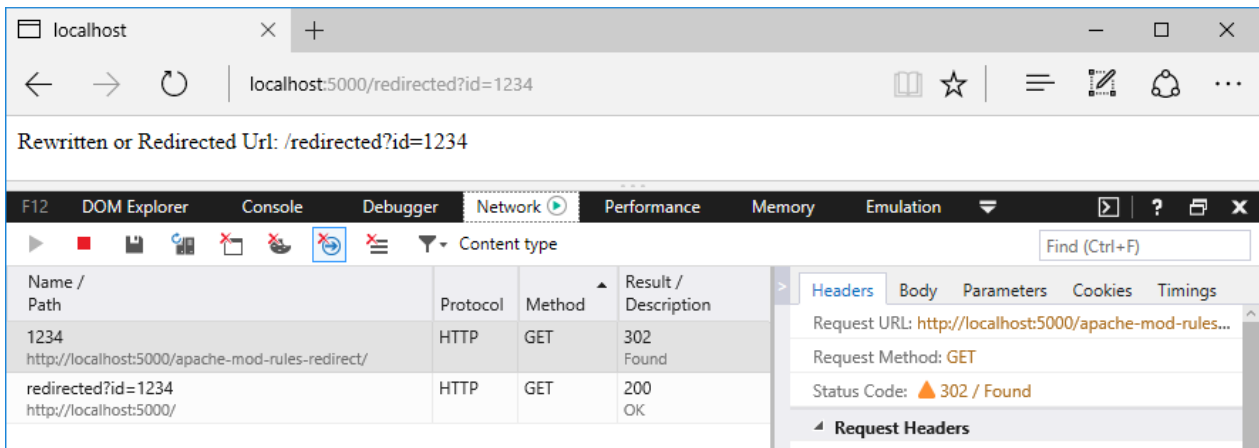 localhost
localhost:5000/redirected?id=1234
Rewritten or Redirected Url: /redirected?id=1234
F12 DOM Explorer Console Debugger Network Performance Memory Emulation ?
Content type Find (Ctrl+F)
Name /
Path Protocol Method Result /
Description
Headers Body Parameters Cookies Timings
1234 HTTP GET 302
http://localhost:5000/apache-mod-rules-redirect/ Found
redirected?id=1234 HTTP GET 200
http://localhost:5000/ OK
Request URL: http://localhost:5000/apache-mod-rules...
Request Method: GET
Status Code: 302 / Found
Request Headers